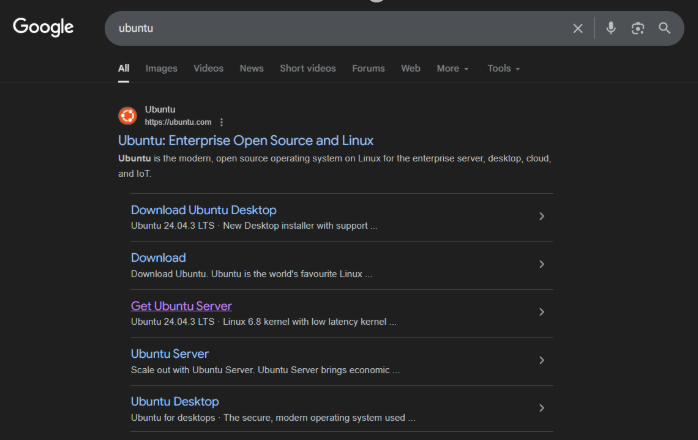 Google
ubuntu
All Images Videos News Short videos Forums Web More Tools
Ubuntu
https://ubuntu.com
Ubuntu: Enterprise Open Source and Linux
Ubuntu is the modern, open source operating system on Linux for the enterprise server, desktop, cloud,
and IoT.
Download Ubuntu Desktop
Ubuntu 24.04.3 LTS · New Desktop installer with support ...
Download
Download Ubuntu. Ubuntu is the world's favourite Linux ...
Get Ubuntu Server
Ubuntu 24.04.3 LTS · Linux 6.8 kernel with low latency kernel ...
Ubuntu Server
Scale out with Ubuntu Server. Ubuntu Server brings economic ...
Ubuntu Desktop
Ubuntu for desktops · The secure, modern operating system used ...